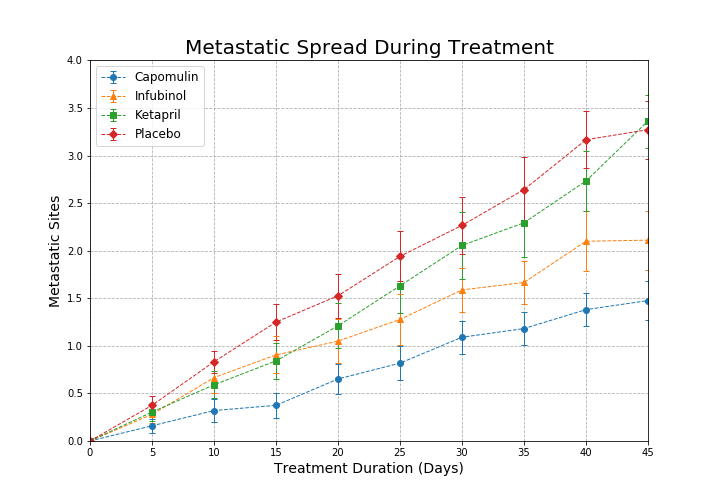 Metastatic Spread During Treatment
4.0
3.5
3.0
2.5
2.0
1.5
1.0
0.5
0.0
Metastatic Sites
Capomulin
Infubinol
Ketapril
Placebo
0 5 10 15 20 25 30 35 40 45
Treatment Duration (Days)